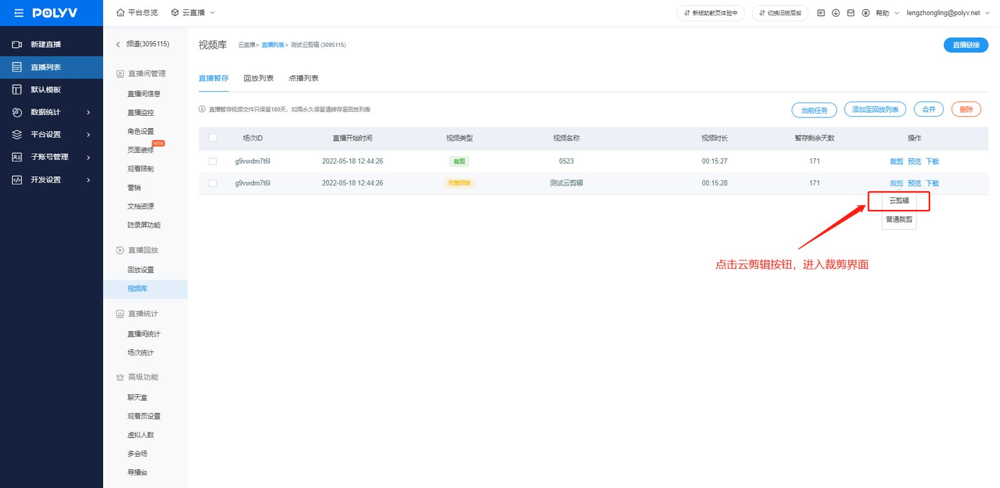 POLYV
平台总览
云直播
新版助教页体验中
切换旧版后台
帮助
lengzhongling@polyv.net
新建直播
直播列表
默认模板
数据统计
平台设置
子账号管理
开发设置
频道(3095115)
直播间管理
直播间信息
直播监控
角色设置
页面装修
NEW
观看限制
营销
文档资源
防录屏功能
直播回放
回放设置
视频库
直播统计
直播间统计
场次统计
高级功能
聊天室
观看页设置
虚拟人数
多会场
导播台
视频库
云直播> 直播列表> 测试云剪辑 (3095115)
直播链接
直播暂存 回放列表 点播列表
直播暂存视频文件只保留180天，如需永久保留请转存至回放列表
当前任务 添加至回放列表 合并 删除
场次ID 直播开始时间 视频类型 视频名称 视频时长 暂存剩余天数 操作
g9vwdm7t6l 2022-05-18 12:44:26 裁剪 0523 00:15:27 171 裁剪 预览 下载
g9vwdm7t6l 2022-05-18 12:44:26 完整回放 测试云剪辑 00:15:28 171 裁剪 预览 下载
云剪辑
普通裁剪
点击云剪辑按钮，进入裁剪界面